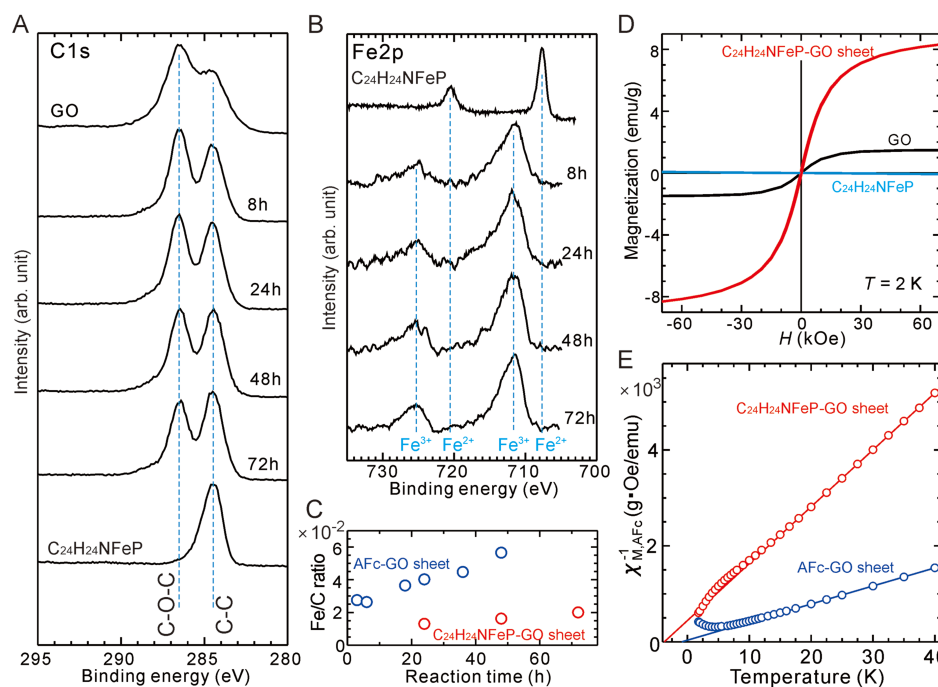 A
C1s
GO
8h
24h
48h
72h
C24H24NFeP
C-O-C
C-C
Intensity (arb. unit)
295 290 285 280
Binding energy (eV)
B
Fe2p
C24H24NFeP
8h
24h
48h
72h
Fe3+ Fe2+ Fe3+ Fe2+
Intensity (arb. unit)
730 720 710 700
Binding energy (eV)
C
×10-2
6
4
2
0
Fe/C ratio
AFc-GO sheet
C24H24NFeP-GO sheet
0 20 40 60 80
Reaction time (h)
D
8
4
0
-4
-8
Magnetization (emu/g)
C24H24NFeP-GO sheet
GO
C24H24NFeP
T = 2 K
-60 -30 0 30 60
H (kOe)
E
×103
6
4
2
0
χ-1M,AFc (g•Oe/emu)
C24H24NFeP-GO sheet
AFc-GO sheet
0 10 20 30 40
Temperature (K)